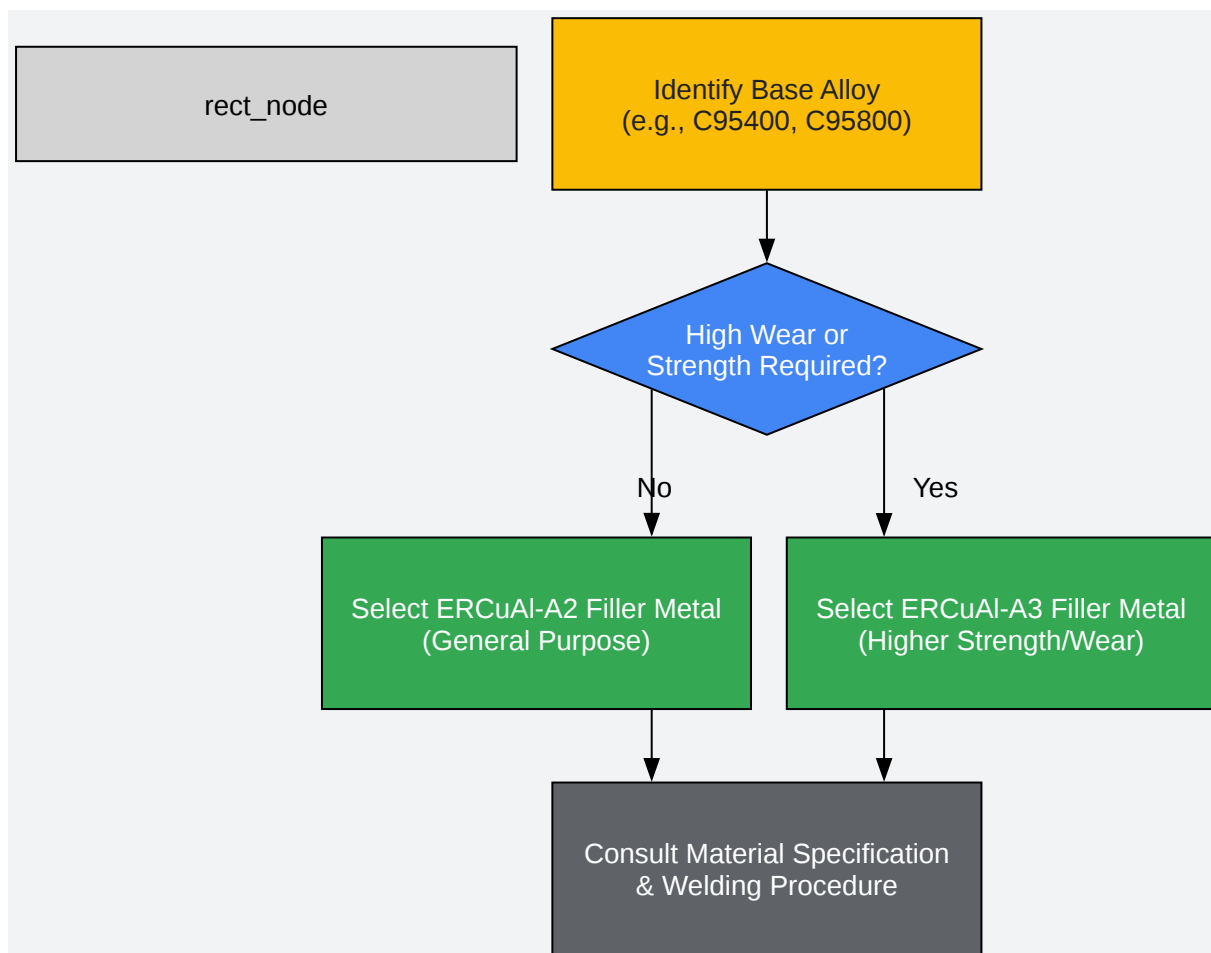 rect_node
Identify Base Alloy
(e.g., C95400, C95800)
High Wear or
Strength Required?
No
Yes
Select ERCuAl-A2 Filler Metal
(General Purpose)
Select ERCuAl-A3 Filler Metal
(Higher Strength/Wear)
Consult Material Specification
& Welding Procedure